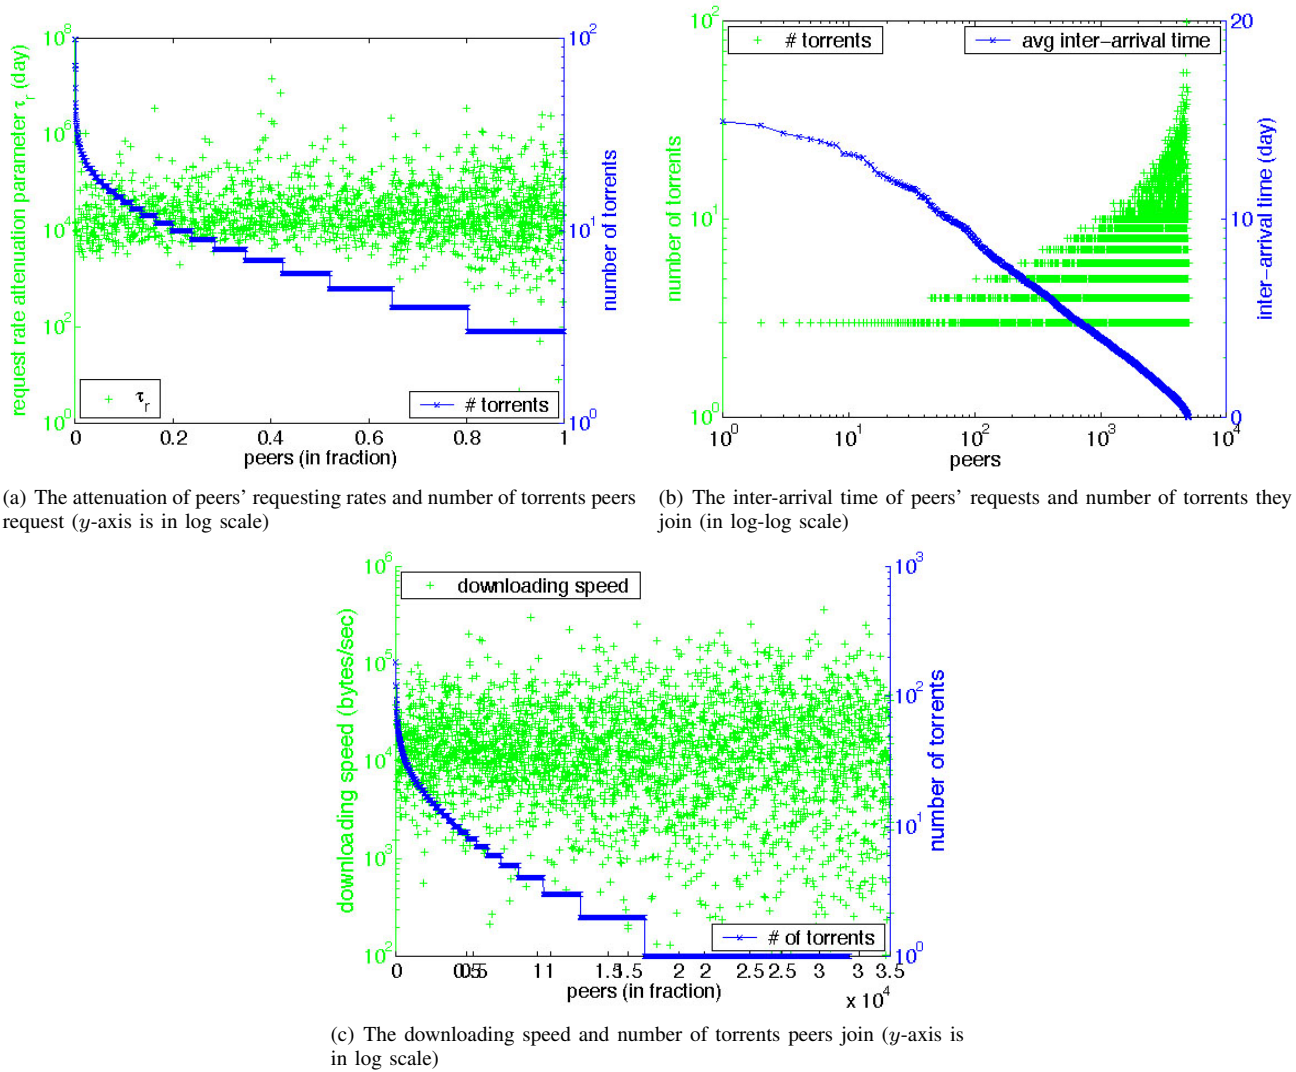 10^8
10^6
10^4
10^2
10^0
request rate attenuation parameter τ_r (day)
10^2
10^1
10^0
number of torrents
τ_r
# torrents
0 0.2 0.4 0.6 0.8 1
peers (in fraction)
(a) The attenuation of peers' requesting rates and number of torrents peers
request (y-axis is in log scale)
10^2
10^1
10^0
number of torrents
# torrents
avg inter-arrival time
20
10
0
inter-arrival time (day)
10^0 10^1 10^2 10^3 10^4
peers
(b) The inter-arrival time of peers' requests and number of torrents they
join (in log-log scale)
10^6
10^5
10^4
10^3
10^2
downloading speed (bytes/sec)
downloading speed
10^3
10^2
10^1
10^0
number of torrents
# of torrents
0 0.5 1 1.5 2 2.5 3 3.5
x 10^4
peers (in fraction)
(c) The downloading speed and number of torrents peers join (y-axis is
in log scale)